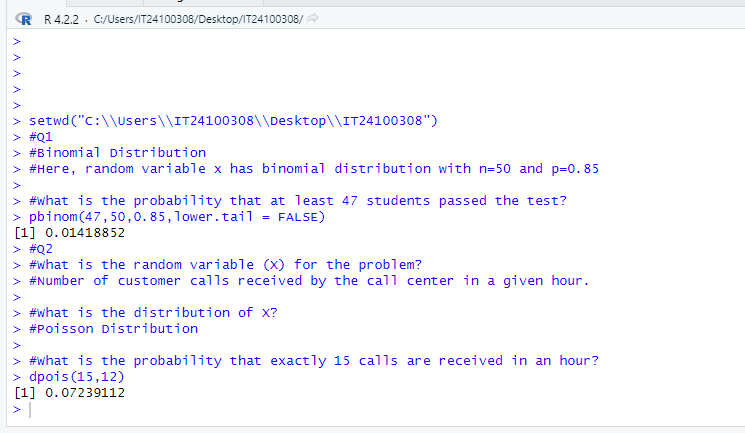 R 4.2.2 · C:/Users/IT24100308/Desktop/IT24100308/
>
>
>
>
>
> setwd("C:\\Users\\IT24100308\\Desktop\\IT24100308")
> #Q1
> #Binomial Distribution
> #Here, random variable x has binomial distribution with n=50 and p=0.85
>
> #What is the probability that at least 47 students passed the test?
> pbinom(47,50,0.85,lower.tail = FALSE)
[1] 0.01418852
> #Q2
> #What is the random variable (X) for the problem?
> #Number of customer calls received by the call center in a given hour.
>
> #What is the distribution of X?
> #Poisson Distribution
>
> #What is the probability that exactly 15 calls are received in an hour?
> dpois(15,12)
[1] 0.07239112
>